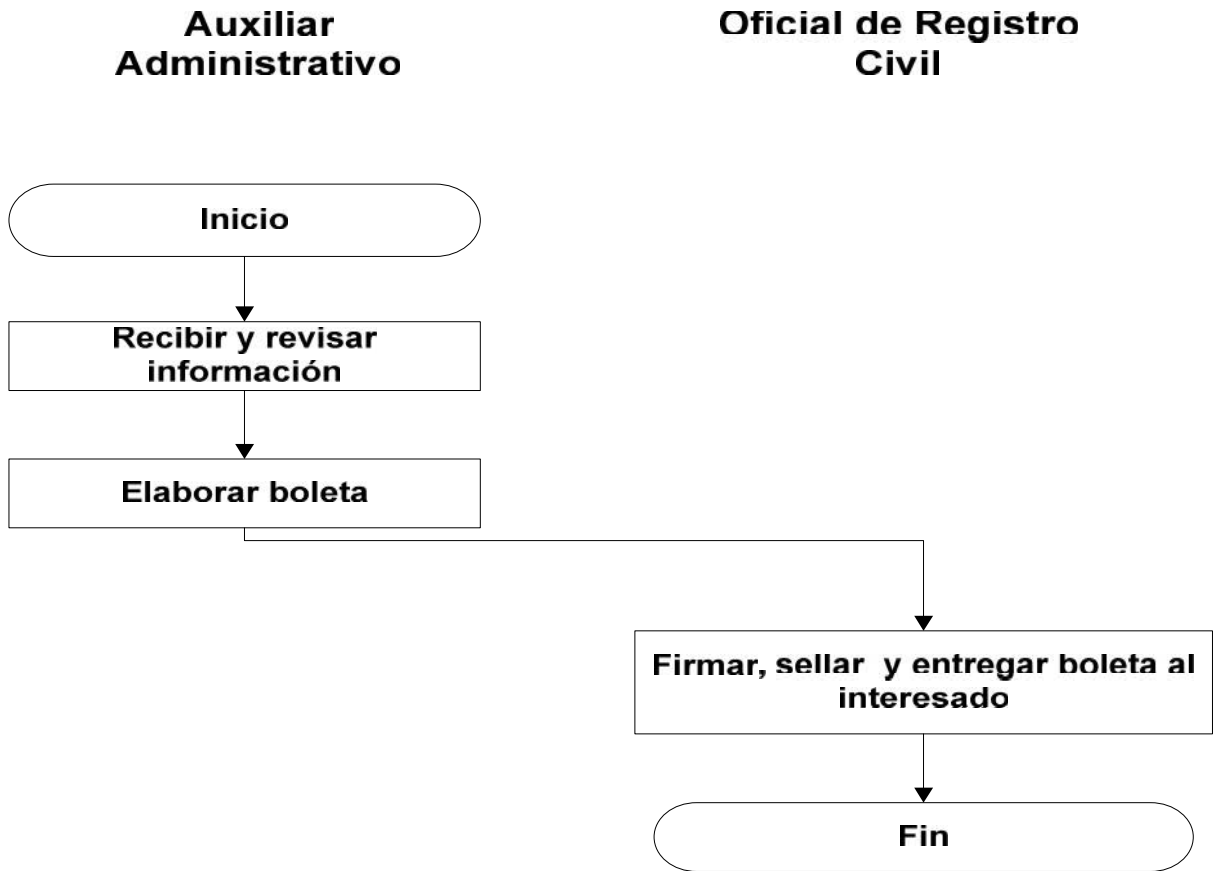 Auxiliar
Administrativo
Oficial de Registro
Civil
Inicio
Recibir y revisar
información
Elaborar boleta
Firmar, sellar y entregar boleta al
interesado
Fin